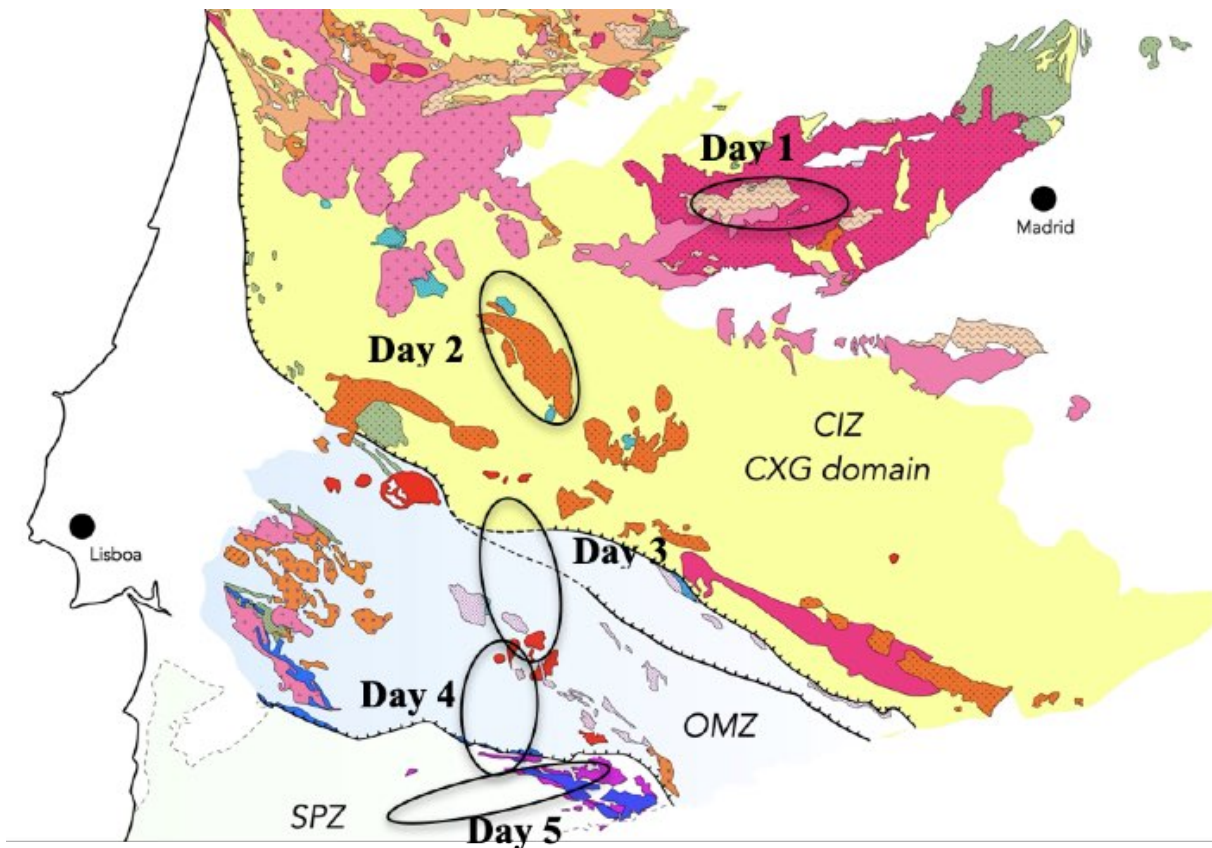 Day 1
Madrid
Day 2
CIZ
CXG domain
Lisboa
Day 3
Day 4
OMZ
SPZ
Day 5